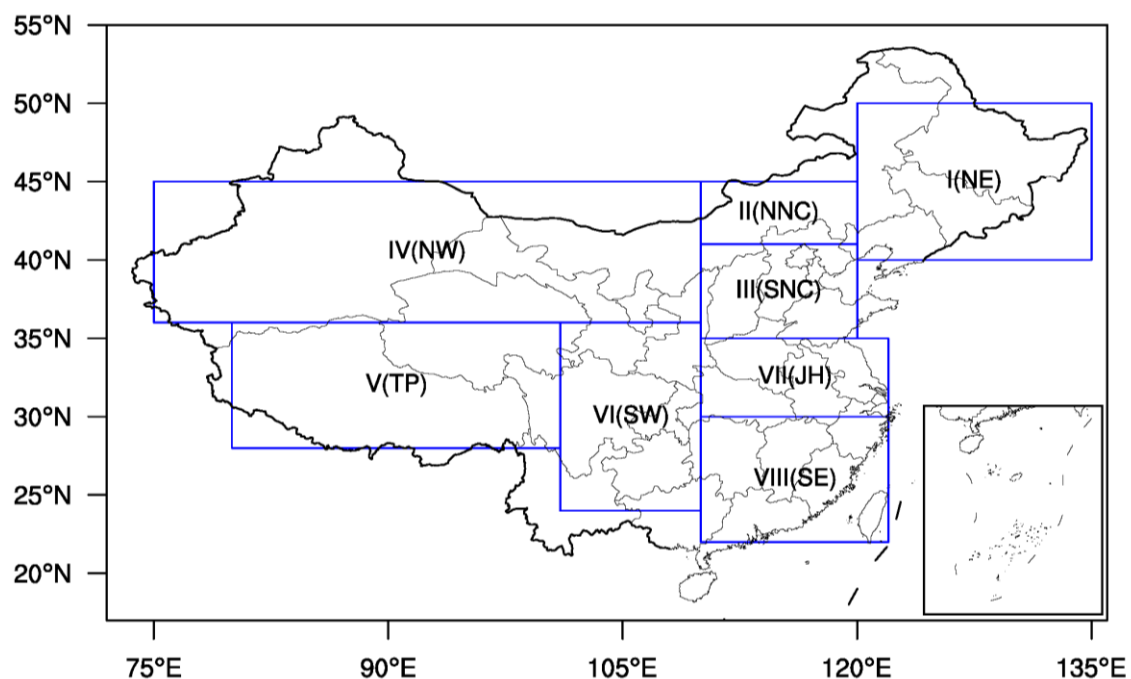 55°N
50°N
45°N
40°N
35°N
30°N
25°N
20°N
I(NE)
II(NNC)
IV(NW)
III(SNC)
V(TP)
VII(JH)
VI(SW)
VIII(SE)
75°E
90°E
105°E
120°E
135°E